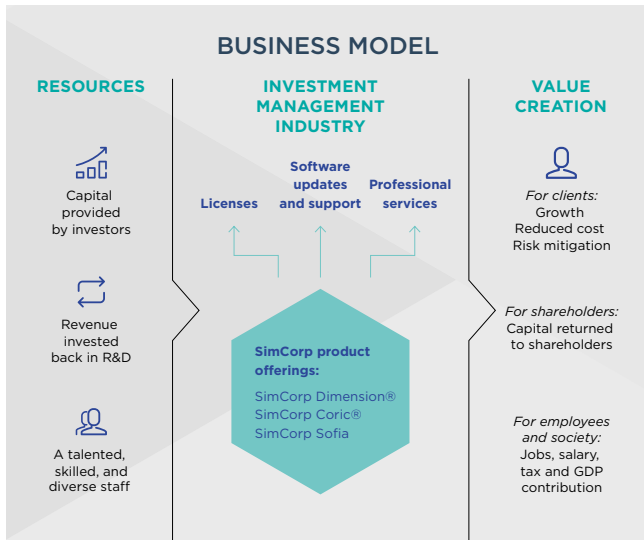 BUSINESS MODEL
RESOURCES
Capital
provided
by investors
Revenue
invested
back in R&D
A talented,
skilled, and
diverse staff
INVESTMENT
MANAGEMENT
INDUSTRY
Licenses
Software
updates
and support
Professional
services
SimCorp product
offerings:
SimCorp Dimension®
SimCorp Coric®
SimCorp Sofia
VALUE
CREATION
For clients:
Growth
Reduced cost
Risk mitigation
For shareholders:
Capital returned
to shareholders
For employees
and society:
Jobs, salary,
tax and GDP
contribution